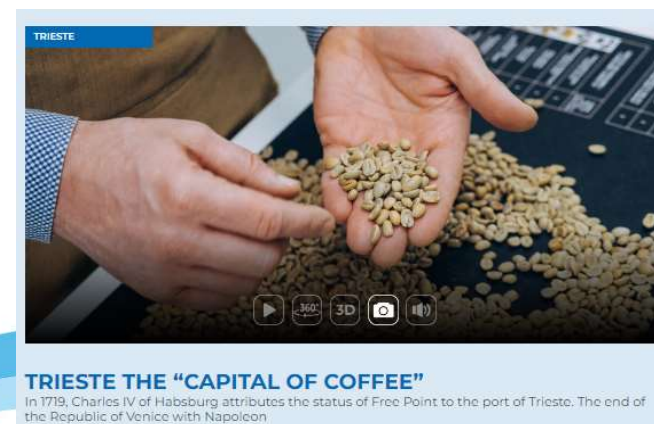 TRIESTE
360°
3D
TRIESTE THE “CAPITAL OF COFFEE”
In 1719, Charles IV of Habsburg attributes the status of Free Point to the port of Trieste. The end of
the Republic of Venice with Napoleon